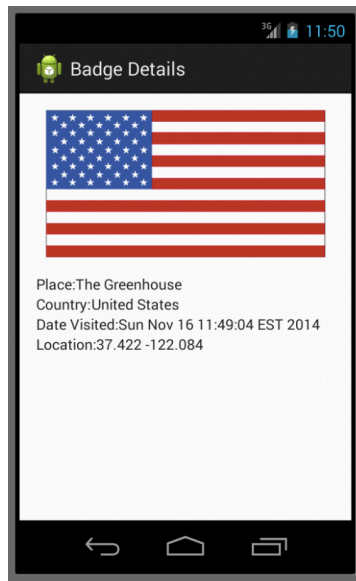 3G 11:50
Badge Details
Place:The Greenhouse
Country:United States
Date Visited:Sun Nov 16 11:49:04 EST 2014
Location:37.422 -122.084